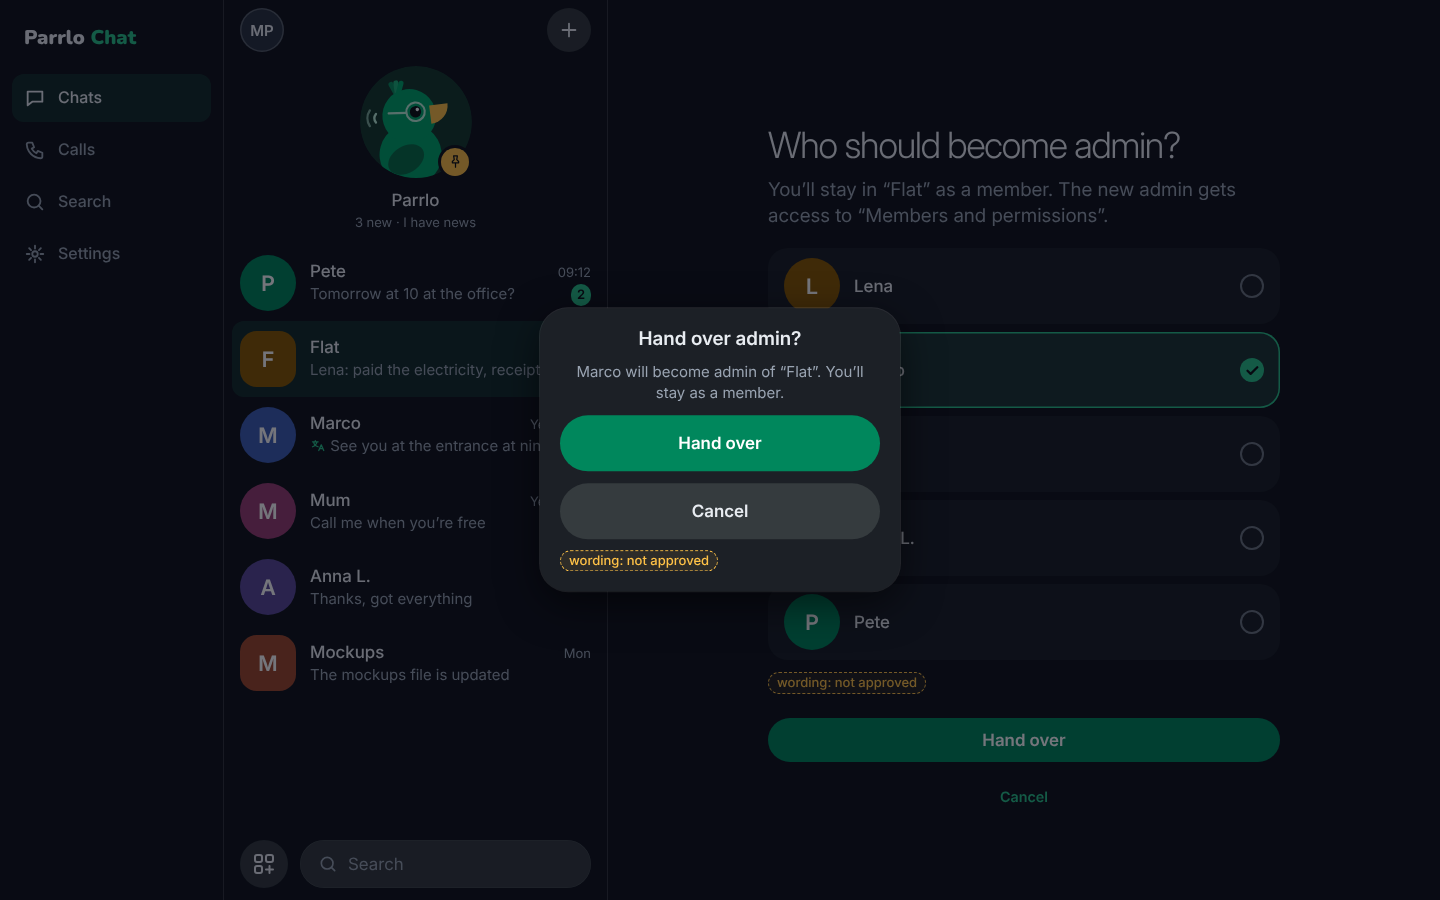 Parrlo Chat
Chats
Calls
Search
Settings
MP
Parrlo
3 new · I have news
P
Pete
09:12
Tomorrow at 10 at the office?
2
F
Flat
Lena: paid the electricity, receipt
M
Marco
See you at the entrance at nin
M
Mum
Call me when you’re free
A
Anna L.
Thanks, got everything
M
Mockups
Mon
The mockups file is updated
Search
Who should become admin?
You’ll stay in “Flat” as a member. The new admin gets
access to “Members and permissions”.
L
Lena
L.
P
Pete
wording: not approved
Hand over
Cancel
Hand over admin?
Marco will become admin of “Flat”. You’ll
stay as a member.
Hand over
Cancel
wording: not approved